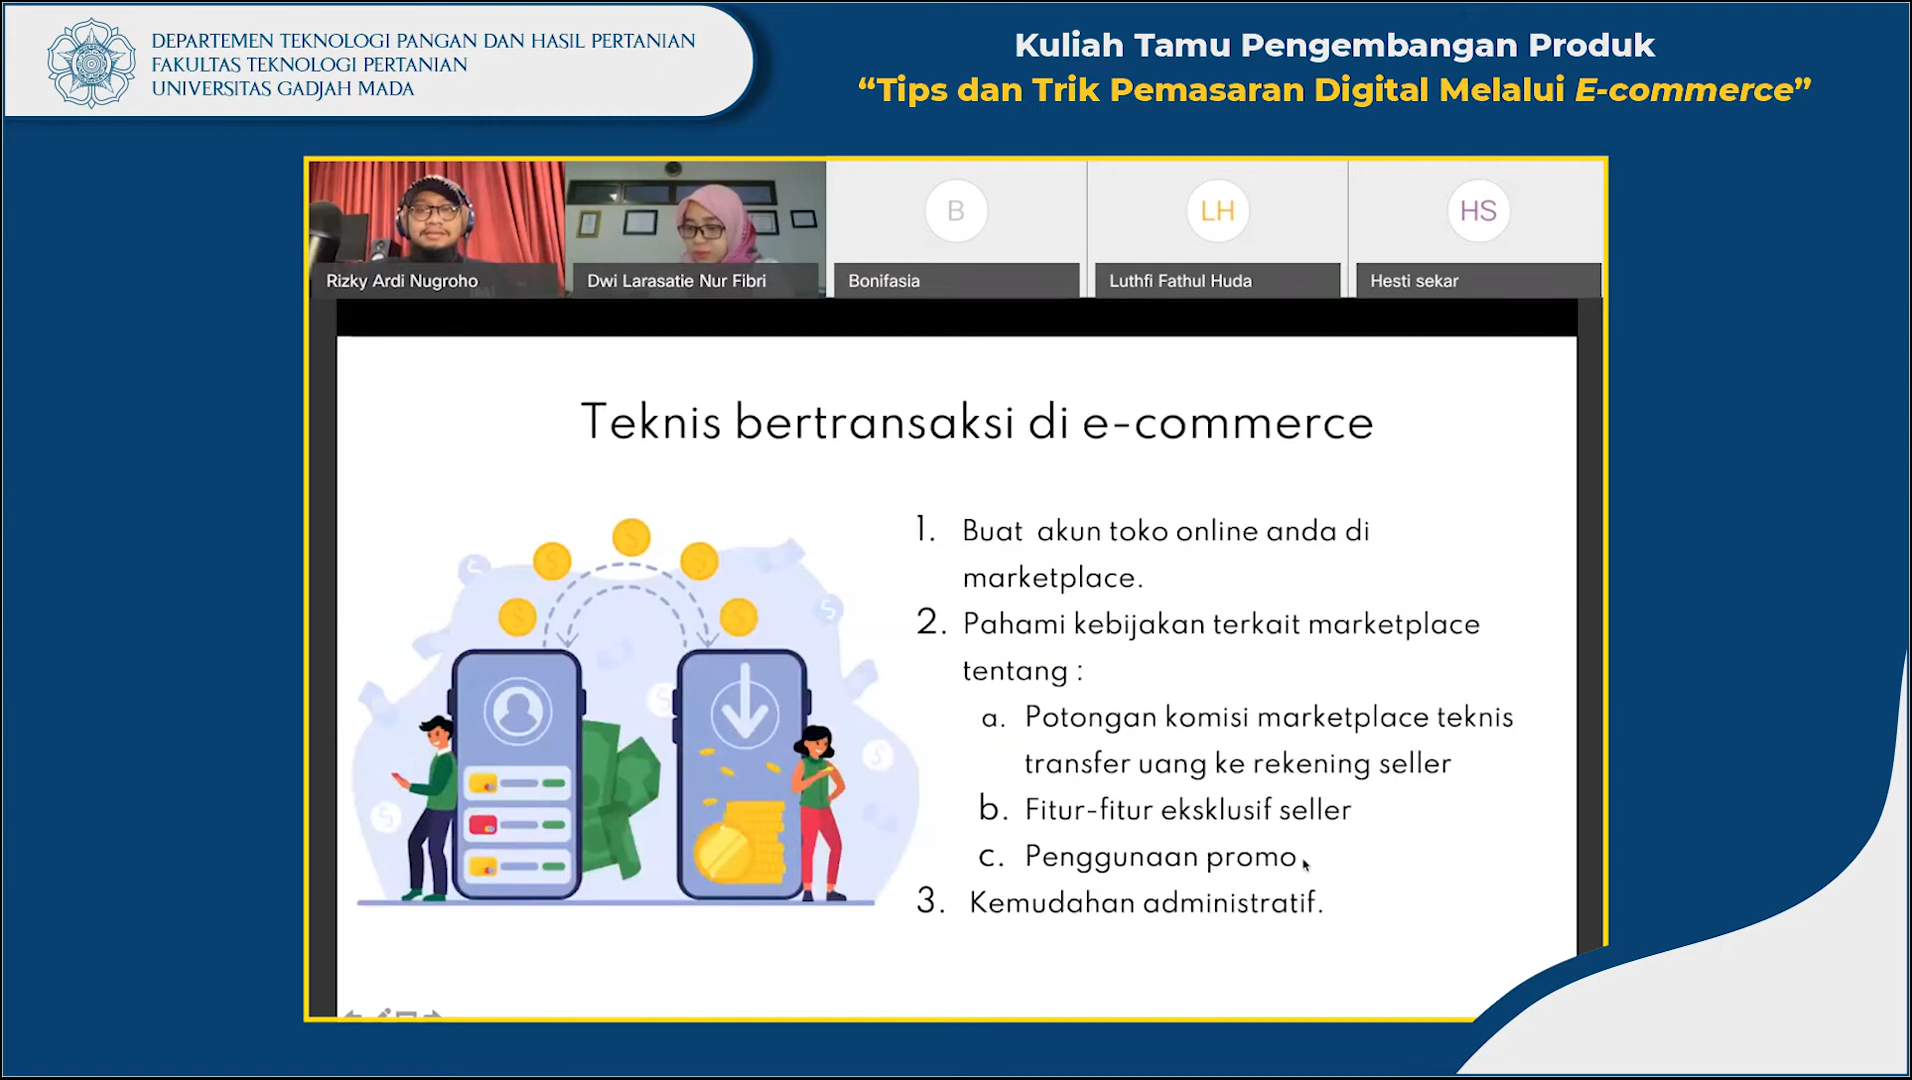 DEPARTEMEN TEKNOLOGI PANGAN DAN HASIL PERTANIAN
FAKULTAS TEKNOLOGI PERTANIAN
UNIVERSITAS GADJAH MADA
Kuliah Tamu Pengembangan Produk
“Tips dan Trik Pemasaran Digital Melalui E-commerce”
B
LH
HS
Rizky Ardi Nugroho
Dwi Larasatie Nur Fibri
Bonifasia
Luthfi Fathul Huda
Hesti sekar
Teknis bertransaksi di e-commerce
1. Buat akun toko online anda di
marketplace.
2. Pahami kebijakan terkait marketplace
tentang :
a. Potongan komisi marketplace teknis
transfer uang ke rekening seller
b. Fitur-fitur eksklusif seller
c. Penggunaan promo
3. Kemudahan administratif.